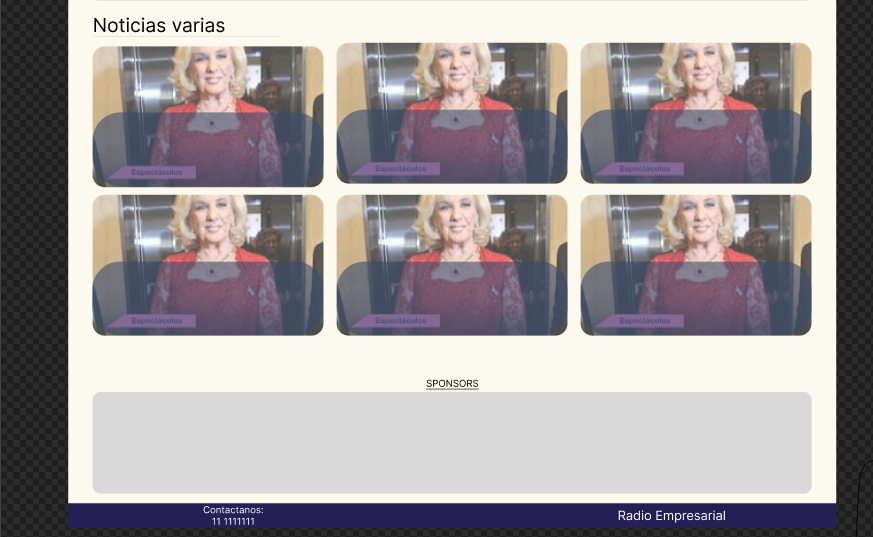 Noticias varias
Espectáculos
Espectáculos
Espectáculos
Espectáculos
Espectáculos
Espectáculos
SPONSORS
Contactanos:
11 1111111
Radio Empresarial